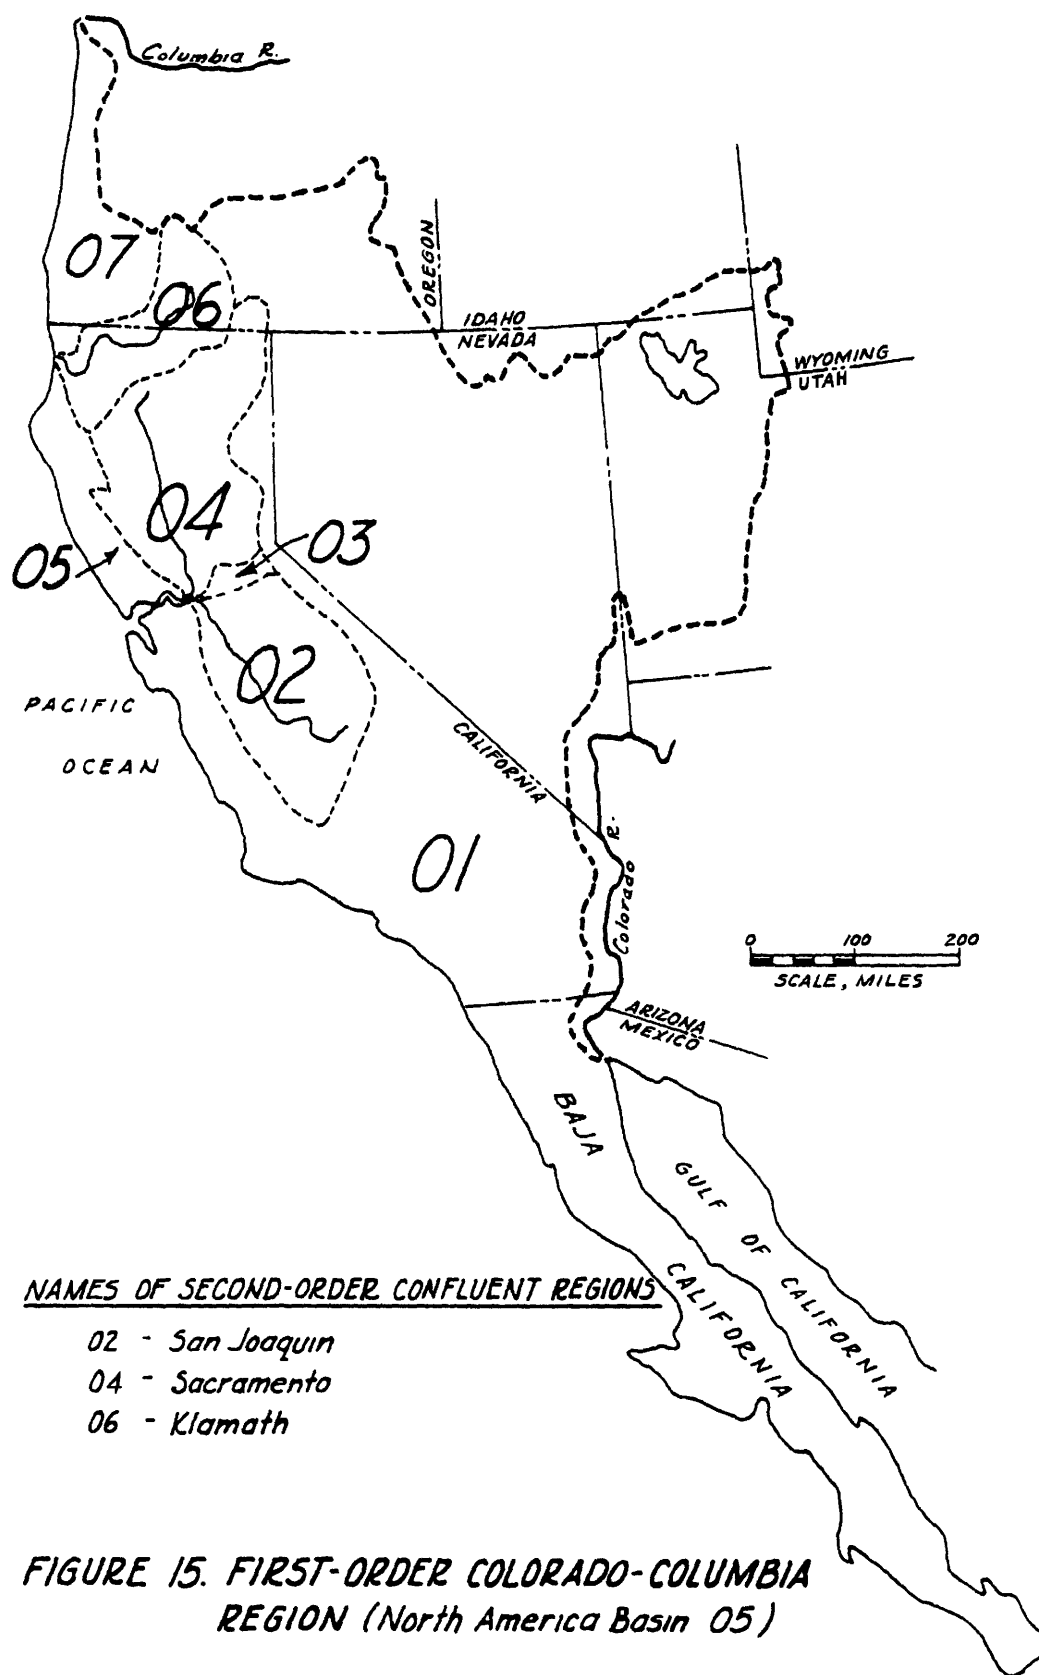 Columbia R.
07
06
OREGON
IDAHO
NEVADA
WYOMING
UTAH
04
03
05
02
PACIFIC
OCEAN
CALIFORNIA
01
Colorado R.
0 100 200
SCALE, MILES
ARIZONA
MEXICO
BAJA
CALIFORNIA
GULF OF CALIFORNIA
NAMES OF SECOND-ORDER CONFLUENT REGIONS
02 - San Joaquin
04 - Sacramento
06 - Klamath
FIGURE 15. FIRST-ORDER COLORADO-COLUMBIA
REGION (North America Basin 05)